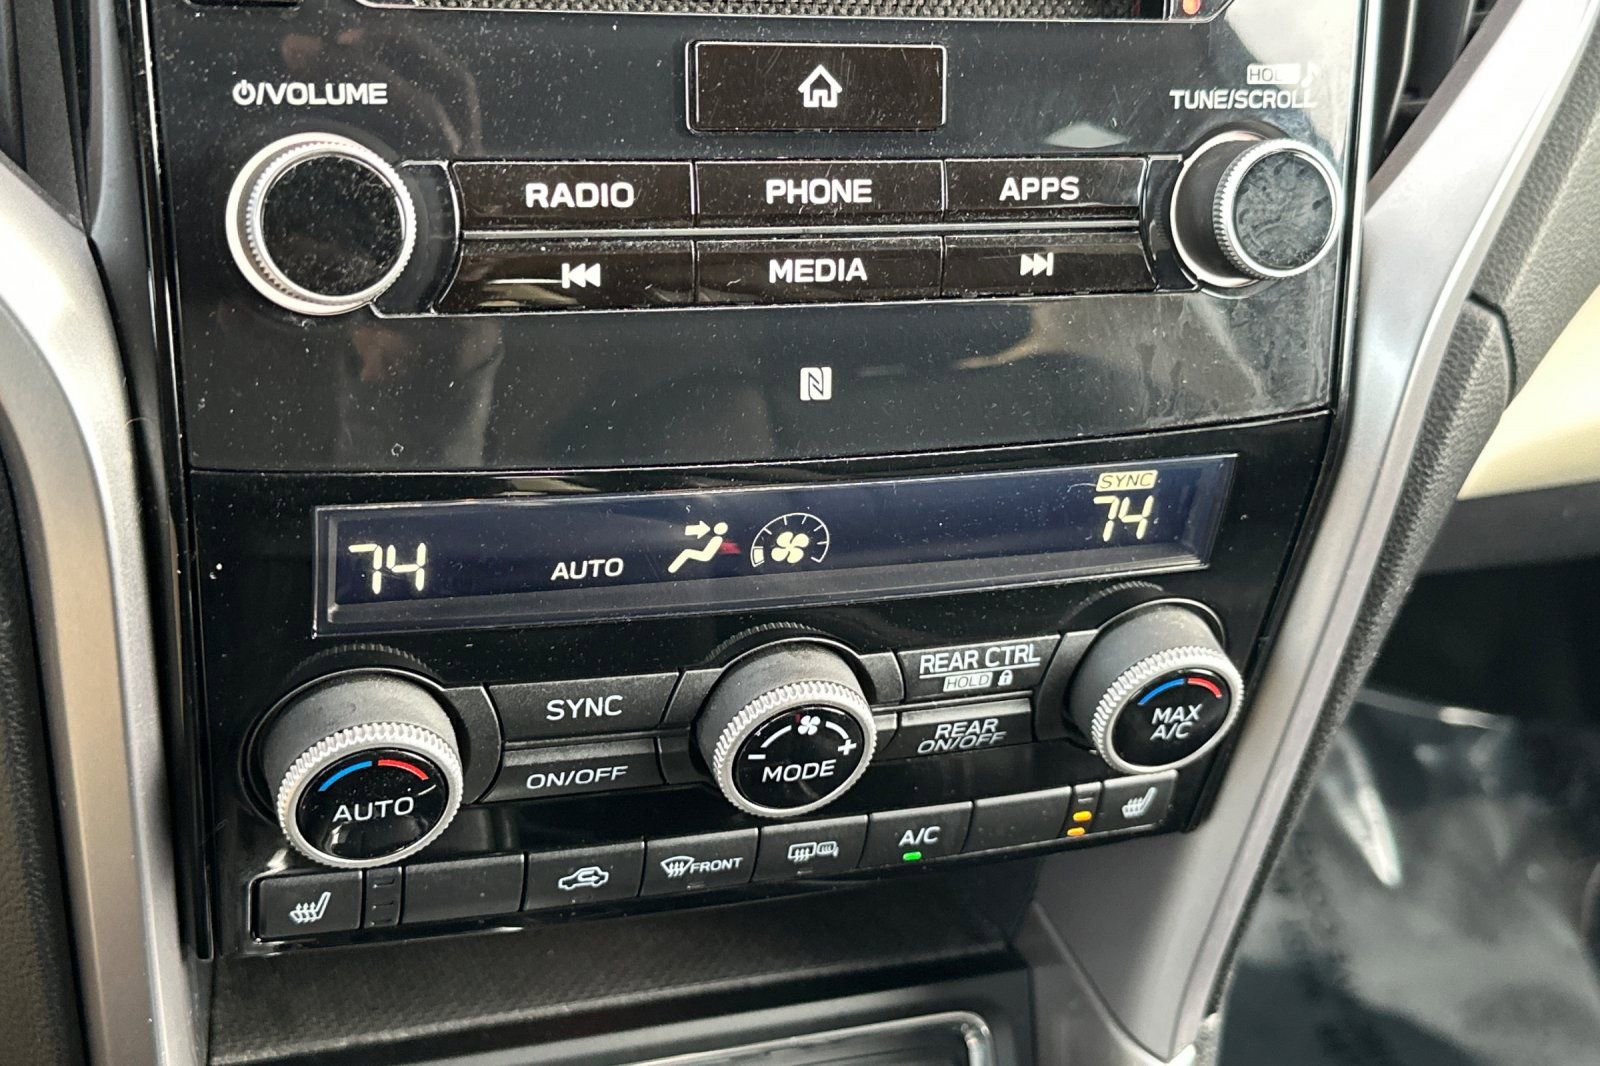 /VOLUME
HOLD
TUNE/SCROLL
RADIO
PHONE
APPS
MEDIA
SYNC
74
AUTO
74
SYNC
REAR CTRL
HOLD
ON/OFF
REAR
ON/OFF
AUTO
MODE
MAX
A/C
FRONT
A/C